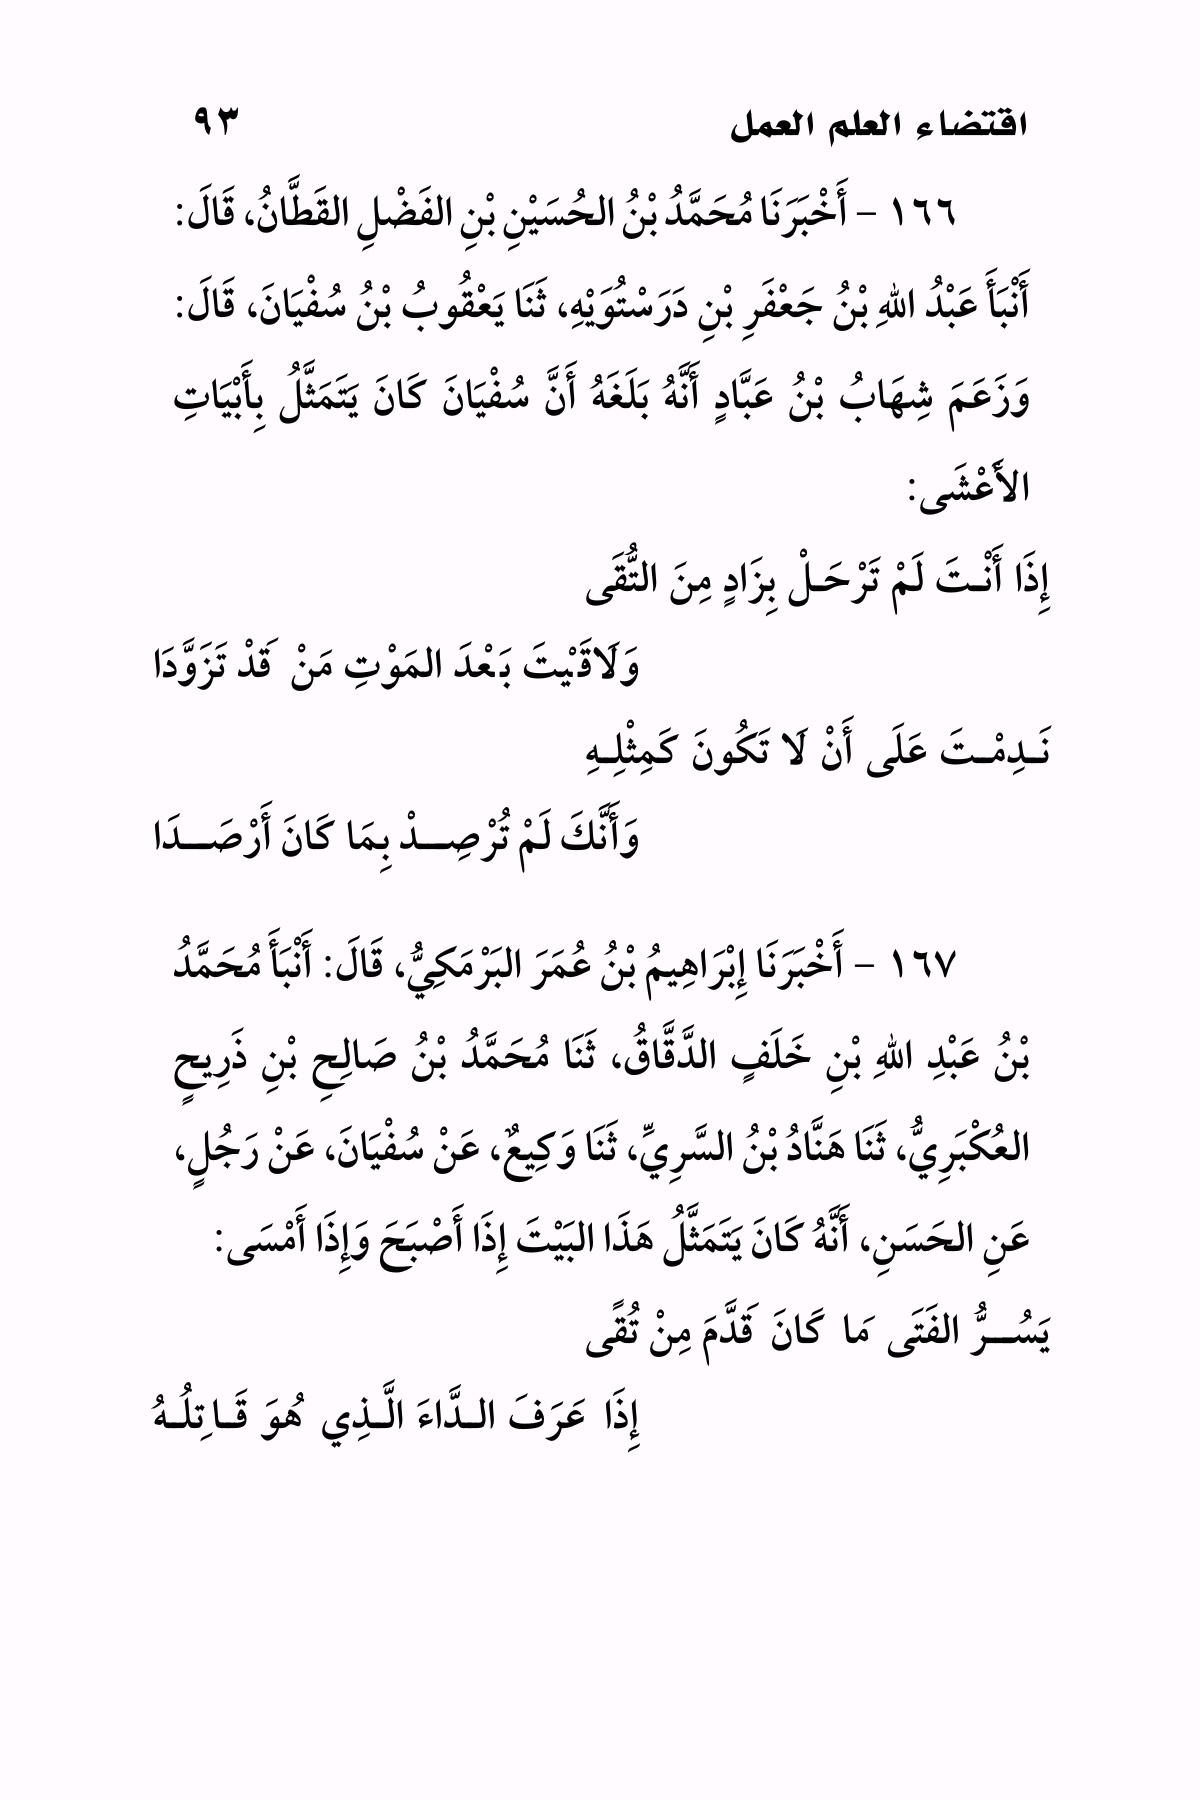 اقتضاء العلم العمل ٩٣
١٦٦ – أَخْبَرَنَا مُحَمَّدُ بْنُ الحُسَيْنِ بْنِ الفَضْلِ القَطَّانُ، قَالَ:
أَنْبَأَ عَبْدُ اللهِ بْنُ جَعْفَرِ بْنِ دَرَسْتُوَيْهِ، ثَنَا يَعْقُوبُ بْنُ سُفْيَانَ، قَالَ:
وَزَعَمَ شِهَابُ بْنُ عَبَّادٍ أَنَّهُ بَلَغَهُ أَنَّ سُفْيَانَ كَانَ يَتَمَثَّلُ بِأَبْيَاتِ
الأَعْشَى:
إِذَا أَنْـتَ لَمْ تَرْحَـلْ بِزَادٍ مِنَ التُّقَى
وَلَاقَيْتَ بَعْدَ المَوْتِ مَنْ قَدْ تَزَوَّدَا
نَـدِمْـتَ عَلَى أَنْ لَا تَكُونَ كَمِثْلِـهِ
وَأَنَّكَ لَمْ تُرْصِـــدْ بِمَا كَانَ أَرْصَـــدَا
١٦٧ – أَخْبَرَنَا إِبْرَاهِيمُ بْنُ عُمَرَ البَرْمَكِيُّ، قَالَ: أَنْبَأَ مُحَمَّدُ
بْنُ عَبْدِ اللهِ بْنِ خَلَفٍ الدَّقَّاقُ، ثَنَا مُحَمَّدُ بْنُ صَالِحِ بْنِ ذَرِيحٍ
العُكْبَرِيُّ، ثَنَا هَنَّادُ بْنُ السَّرِيِّ، ثَنَا وَكِيعٌ، عَنْ سُفْيَانَ، عَنْ رَجُلٍ،
عَنِ الحَسَنِ، أَنَّهُ كَانَ يَتَمَثَّلُ هَذَا البَيْتَ إِذَا أَصْبَحَ وَإِذَا أَمْسَى:
يَسُـــرُّ الفَتَى مَا كَانَ قَدَّمَ مِنْ تُقًى
إِذَا عَرَفَ الـدَّاءَ الَّـذِي هُوَ قَـاتِلُـهُ